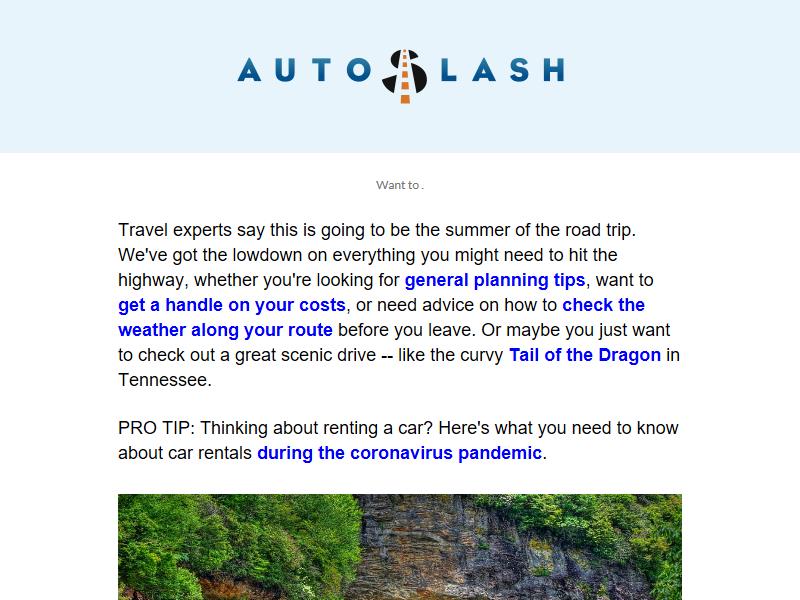 AUTOSLASH
Want to .
Travel experts say this is going to be the summer of the road trip.
We've got the lowdown on everything you might need to hit the
highway, whether you're looking for general planning tips, want to
get a handle on your costs, or need advice on how to check the
weather along your route before you leave. Or maybe you just want
to check out a great scenic drive -- like the curvy Tail of the Dragon in
Tennessee.
PRO TIP: Thinking about renting a car? Here's what you need to know
about car rentals during the coronavirus pandemic.